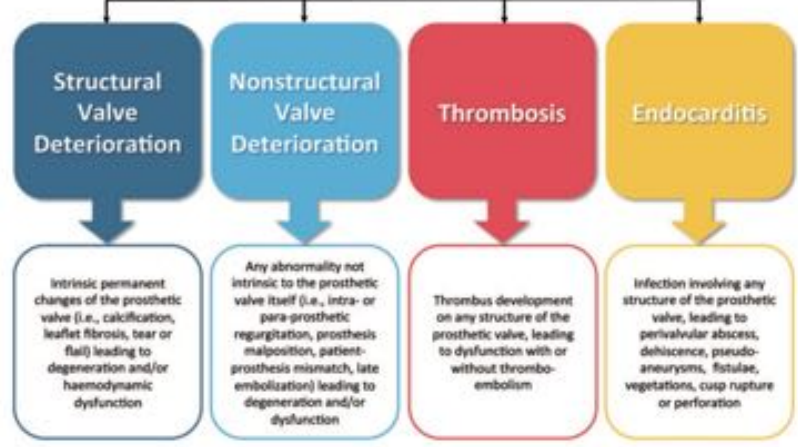 Structural
Valve
Deterioration
Nonstructural
Valve
Deterioration
Thrombosis
Endocarditis
Intrinsic permanent
changes of the prosthetic
valve (i.e., calcification,
leaflet fibrosis, tear or
flail) leading to
degeneration and/or
haemodynamic
dysfunction
Any abnormality not
intrinsic to the prosthetic
valve itself (i.e., intra- or
para-prosthetic
regurgitation, prosthesis
malposition, patient-
prosthesis mismatch, late
embolization) leading to
degeneration and/or
dysfunction
Thrombus development
on any structure of the
prosthetic valve, leading
to dysfunction with or
without thrombo-
embolism
Infection involving any
structure of the prosthetic
valve, leading to
perivalvular abscess,
dehiscence, pseudo-
aneurysms, fistulae,
vegetations, cusp rupture
or perforation